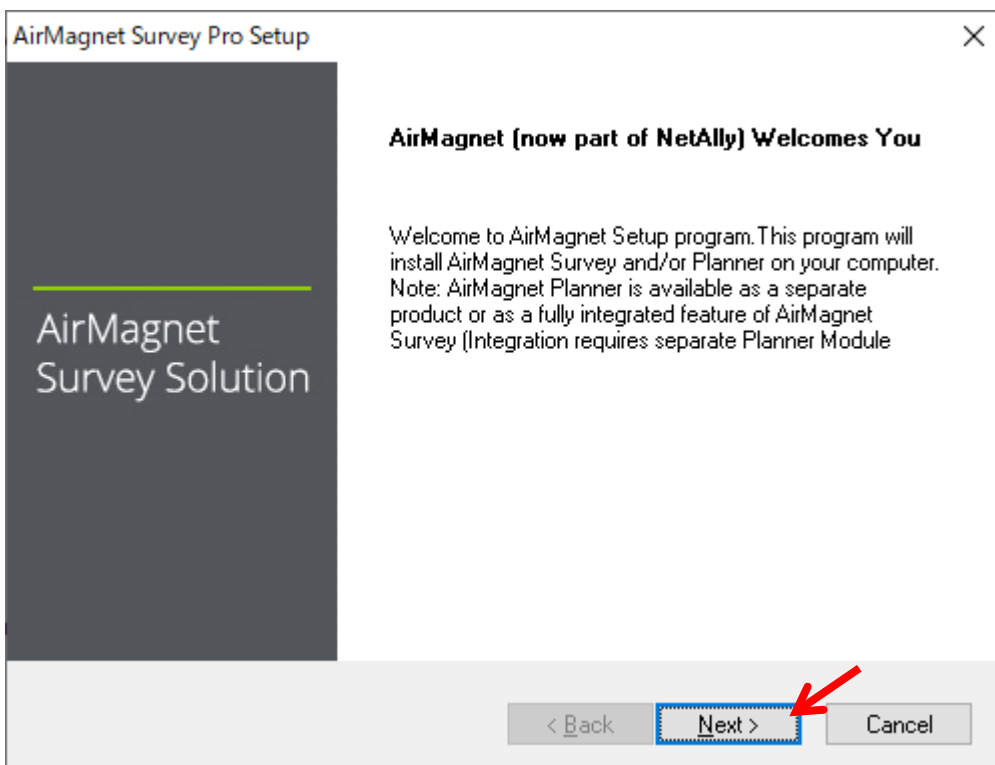 AirMagnet Survey Pro Setup
AirMagnet
Survey Solution
AirMagnet (now part of NetAlly) Welcomes You
Welcome to AirMagnet Setup program.This program will
install AirMagnet Survey and/or Planner on your computer.
Note: AirMagnet Planner is available as a separate
product or as a fully integrated feature of AirMagnet
Survey (Integration requires separate Planner Module
< Back
Next >
Cancel